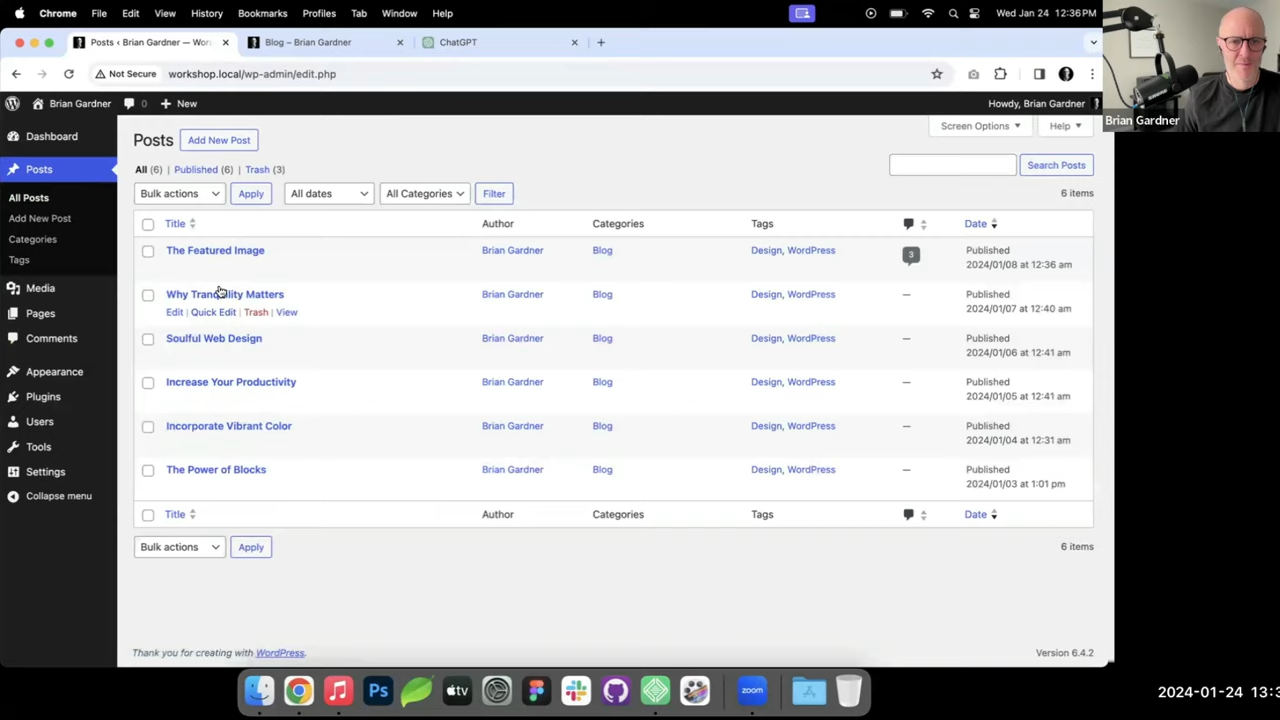 Chrome File Edit View History Bookmarks Profiles Tab Window Help Wed Jan 24 12:36 PM
Posts ‹ Brian Gardner — Wor Blog – Brian Gardner ChatGPT
Not Secure workshop.local/wp-admin/edit.php
Brian Gardner 0 New Howdy, Brian Gardner
Brian Gardner
Dashboard
Posts
All Posts
Add New Post
Categories
Tags
Media
Pages
Comments
Appearance
Plugins
Users
Tools
Settings
Collapse menu
Screen Options Help
Posts Add New Post
All (6) | Published (6) | Trash (3)
Search Posts
Bulk actions Apply All dates All Categories Filter 6 items
Title Author Categories Tags Date
The Featured Image Brian Gardner Blog Design, WordPress 3 Published
2024/01/08 at 12:36 am
Why Tranquility Matters Brian Gardner Blog Design, WordPress — Published
Edit | Quick Edit | Trash | View 2024/01/07 at 12:40 am
Soulful Web Design Brian Gardner Blog Design, WordPress — Published
2024/01/06 at 12:41 am
Increase Your Productivity Brian Gardner Blog Design, WordPress — Published
2024/01/05 at 12:41 am
Incorporate Vibrant Color Brian Gardner Blog Design, WordPress — Published
2024/01/04 at 12:31 am
The Power of Blocks Brian Gardner Blog Design, WordPress — Published
2024/01/03 at 1:01 pm
Title Author Categories Tags Date
Bulk actions Apply 6 items
Thank you for creating with WordPress. Version 6.4.2
Ps tv zoom
2024-01-24 13:3